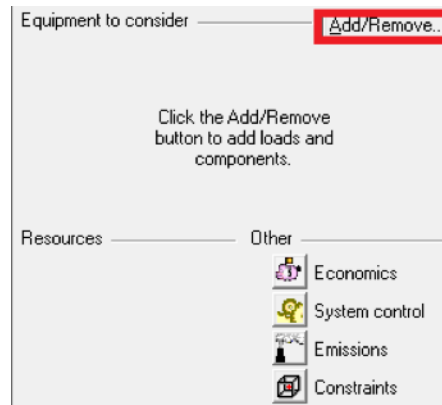 Equipment to consider Add/Remove..
Click the Add/Remove
button to add loads and
components.
Resources Other
Economics
System control
Emissions
Constraints